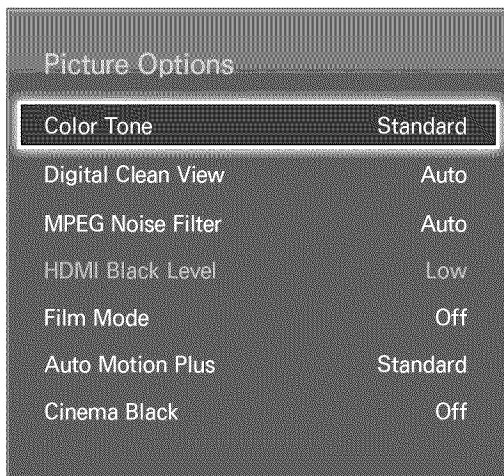 Picture Options
Color Tone Standard
Digital Clean View Auto
MPEG Noise Filter Auto
HDMI Black Level Low
Film Mode Off
Auto Motion Plus Standard
Cinema Black Off